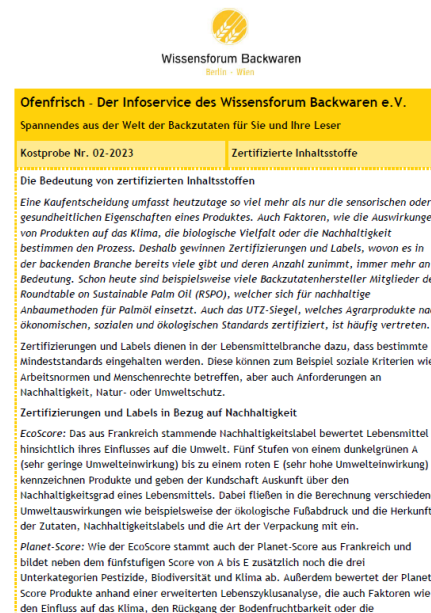 Wissensforum Backwaren
Berlin - Wien
Ofenfrisch - Der Infoservice des Wissensforum Backwaren e.V.
Spannendes aus der Welt der Backzutaten für Sie und Ihre Leser
Kostprobe Nr. 02-2023
Zertifizierte Inhaltsstoffe
Die Bedeutung von zertifizierten Inhaltsstoffen
Eine Kaufentscheidung umfasst heutzutage so viel mehr als nur die sensorischen oder
gesundheitlichen Eigenschaften eines Produktes. Auch Faktoren, wie die Auswirkunge
von Produkten auf das Klima, die biologische Vielfalt oder die Nachhaltigkeit
bestimmen den Prozess. Deshalb gewinnen Zertifizierungen und Labels, wovon es in
der backenden Branche bereits viele gibt und deren Anzahl zunimmt, immer mehr an
Bedeutung. Schon heute sind beispielsweise viele Backzutatenhersteller Mitglieder de
Roundtable on Sustainable Palm Oil (RSPO), welcher sich für nachhaltige
Anbaumethoden für Palmöl einsetzt. Auch das UTZ-Siegel, welches Agrarprodukte nac
ökonomischen, sozialen und ökologischen Standards zertifiziert, ist häufig vertreten.
Zertifizierungen und Labels dienen in der Lebensmittelbranche dazu, dass bestimmte
Mindeststandards eingehalten werden. Diese können zum Beispiel soziale Kriterien wie
Arbeitsnormen und Menschenrechte betreffen, aber auch Anforderungen an
Nachhaltigkeit, Natur- oder Umweltschutz.
Zertifizierungen und Labels in Bezug auf Nachhaltigkeit
EcoScore: Das aus Frankreich stammende Nachhaltigkeitslabel bewertet Lebensmittel
hinsichtlich ihres Einflusses auf die Umwelt. Fünf Stufen von einem dunkelgrünen A
(sehr geringe Umwelteinwirkung) bis zu einem roten E (sehr hohe Umwelteinwirkung)
kennzeichnen Produkte und geben der Kundschaft Auskunft über den
Nachhaltigkeitsgrad eines Lebensmittels. Dabei fließen in die Berechnung verschieden
Umweltauswirkungen wie beispielsweise der ökologische Fußabdruck und die Herkunf
der Zutaten, Nachhaltigkeitslabels und die Art der Verpackung mit ein.
Planet-Score: Wie der EcoScore stammt auch der Planet-Score aus Frankreich und
bildet neben dem fünfstufigen Score von A bis E zusätzlich noch die drei
Unterkategorien Pestizide, Biodiversität und Klima ab. Außerdem bewertet der Planet
Score Produkte anhand einer erweiterten Lebenszyklusanalyse, die auch Faktoren wie
den Einfluss auf das Klima, den Rückgang der Bodenfruchtbarkeit oder die